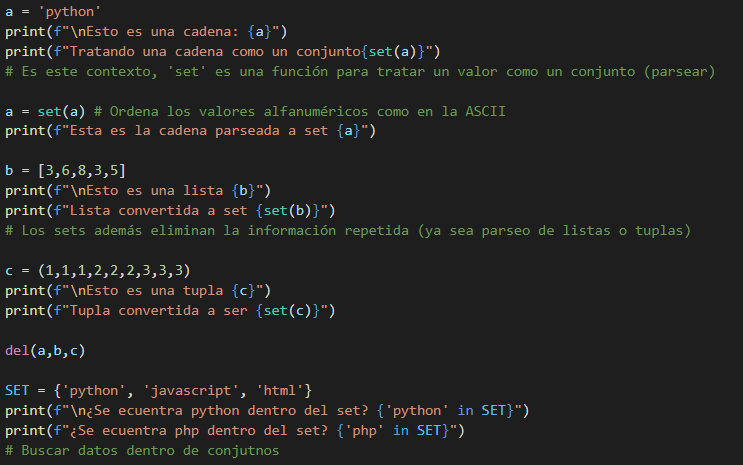 a = 'python'
print(f"\nEsto es una cadena: {a}")
print(f"Tratando una cadena como un conjunto{set(a)}")
# Es este contexto, 'set' es una función para tratar un valor como un conjunto (parsear)
a = set(a) # Ordena los valores alfanuméricos como en la ASCII
print(f"Esta es la cadena parseada a set {a}")
b = [3,6,8,3,5]
print(f"\nEsto es una lista {b}")
print(f"Lista convertida a set {set(b)}")
# Los sets además eliminan la información repetida (ya sea parseo de listas o tuplas)
c = (1,1,1,2,2,2,3,3,3)
print(f"\nEsto es una tupla {c}")
print(f"Tupla convertida a ser {set(c)}")
del(a,b,c)
SET = {'python', 'javascript', 'html'}
print(f"\n¿Se ecuentra python dentro del set? {'python' in SET}")
print(f"¿Se ecuentra php dentro del set? {'php' in SET}")
# Buscar datos dentro de conjutnos